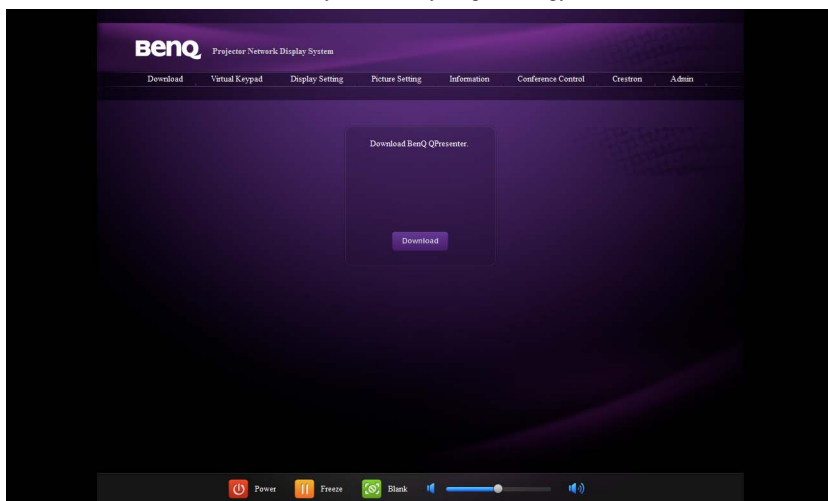 BenQ Projector Network Display System
Download Virtual Keypad Display Setting Picture Setting Information Conference Control Crestron Admin
Download BenQ QPresenter.
Download
Power Freeze Blank